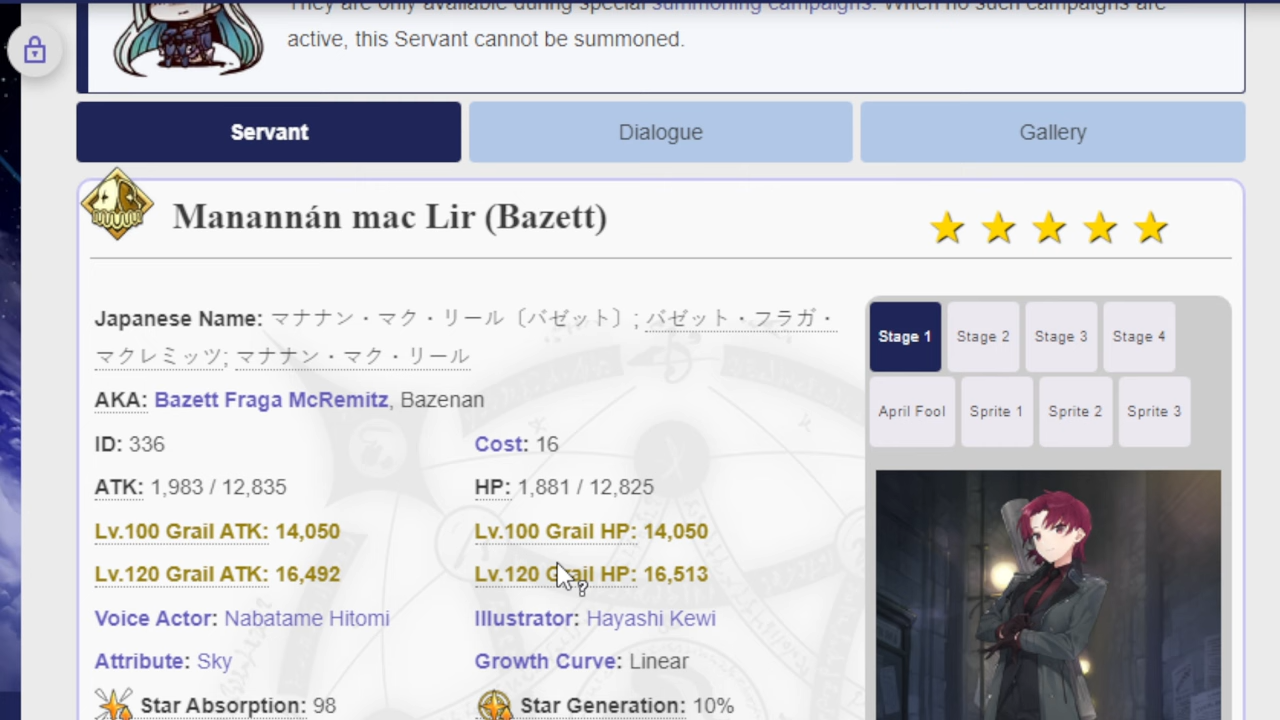 They are only available during special summoning campaigns. When no such campaigns are
active, this Servant cannot be summoned.
Servant
Dialogue
Gallery
Manannán mac Lir (Bazett)
Japanese Name: マナナン・マク・リール〔バゼット〕; バゼット・フラガ・
マクレミッツ; マナナン・マク・リール
AKA: Bazett Fraga McRemitz, Bazenan
ID: 336
Cost: 16
ATK: 1,983 / 12,835
HP: 1,881 / 12,825
Lv.100 Grail ATK: 14,050
Lv.100 Grail HP: 14,050
Lv.120 Grail ATK: 16,492
Lv.120 Grail HP: 16,513
Voice Actor: Nabatame Hitomi
Illustrator: Hayashi Kewi
Attribute: Sky
Growth Curve: Linear
Star Absorption: 98
Star Generation: 10%
Stage 1
Stage 2
Stage 3
Stage 4
April Fool
Sprite 1
Sprite 2
Sprite 3